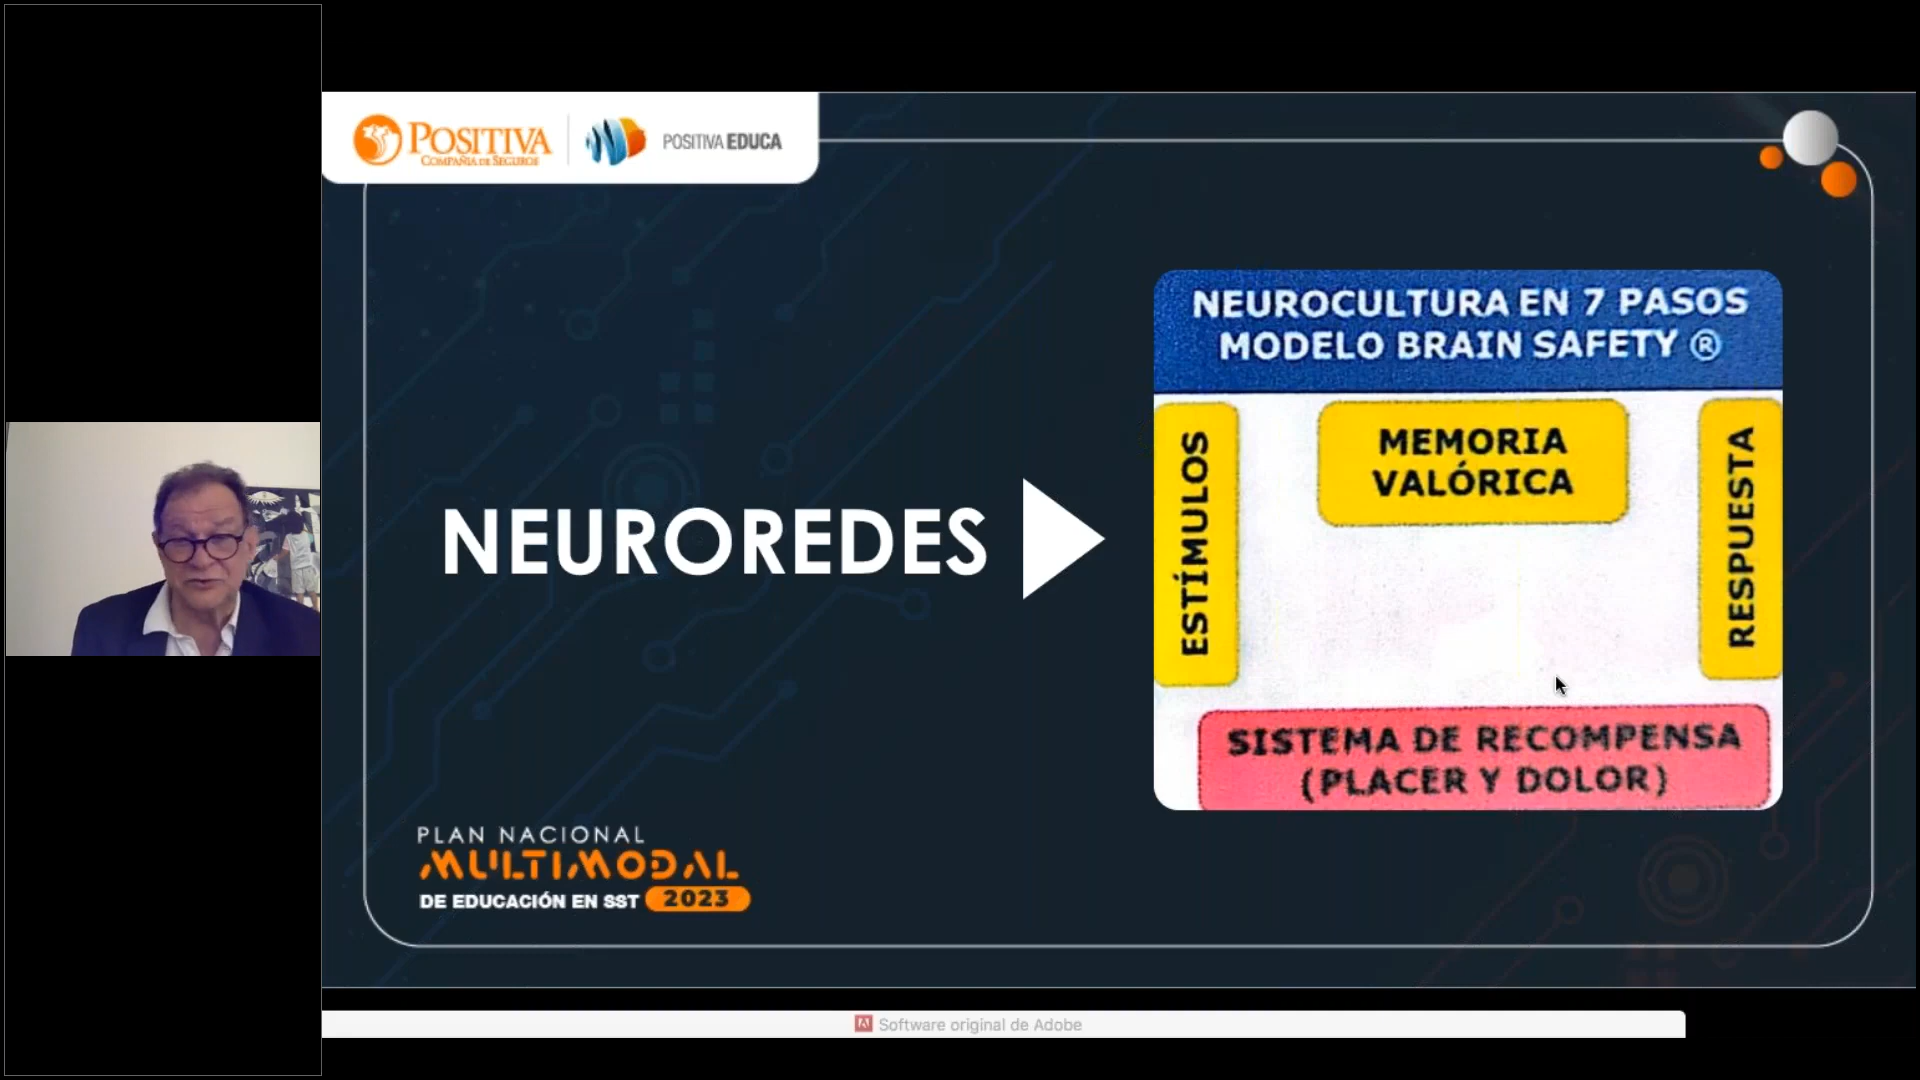 POSITIVA
COMPAÑIA DE SEGUROS
POSITIVA EDUCA
NEUROREDES
NEUROCULTURA EN 7 PASOS
MODELO BRAIN SAFETY ®
ESTÍMULOS
MEMORIA
VALÓRICA
RESPUESTA
SISTEMA DE RECOMPENSA
(PLACER Y DOLOR)
PLAN NACIONAL
MULTIMODAL
DE EDUCACIÓN EN SST 2023
Software original de Adobe